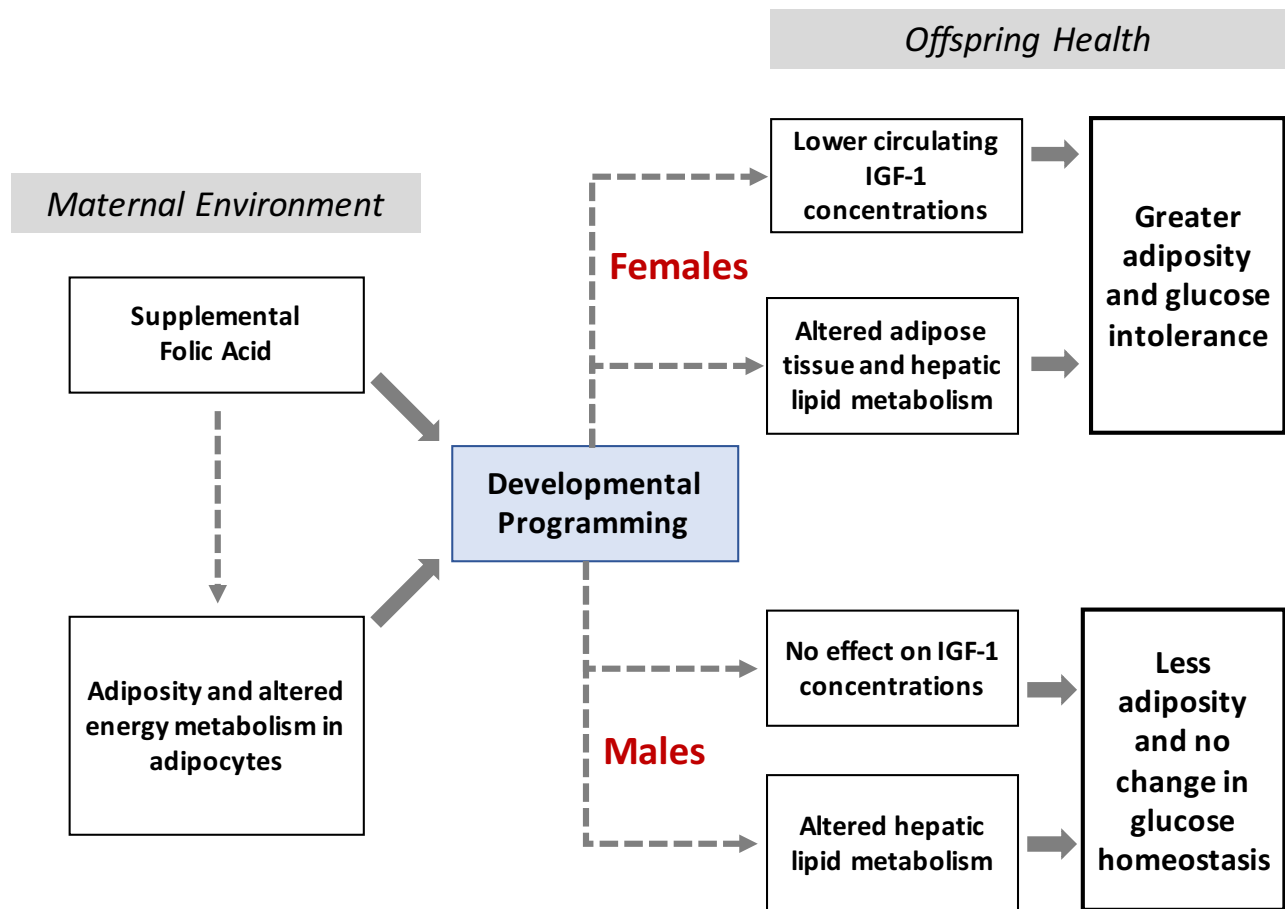 Offspring Health
Maternal Environment
Supplemental
Folic Acid
Adiposity and altered
energy metabolism in
adipocytes
Developmental
Programming
Females
Lower circulating
IGF-1
concentrations
Altered adipose
tissue and hepatic
lipid metabolism
Greater
adiposity
and glucose
intolerance
Males
No effect on IGF-1
concentrations
Altered hepatic
lipid metabolism
Less
adiposity
and no
change in
glucose
homeostasis